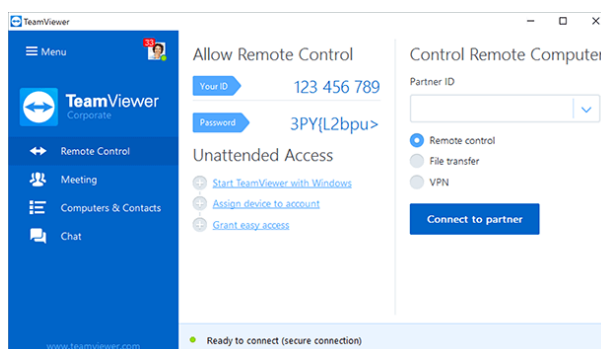 TeamViewer
Menu
33
TeamViewer
Corporate
Remote Control
Meeting
Computers & Contacts
Chat
www.teamviewer.com
Allow Remote Control
Your ID
123 456 789
Password
3PY{L2bpu>
Unattended Access
Start TeamViewer with Windows
Assign device to account
Grant easy access
Control Remote Computer
Partner ID
Remote control
File transfer
VPN
Connect to partner
Ready to connect (secure connection)